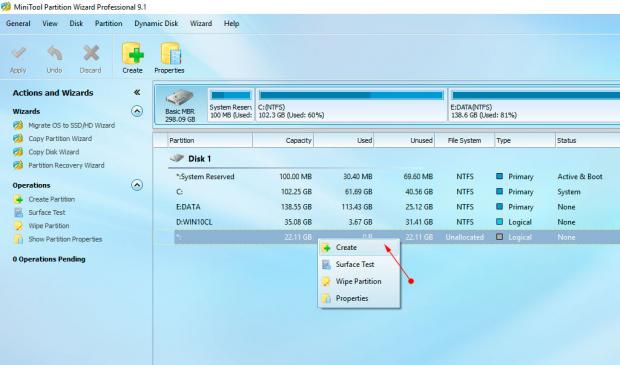 MiniTool Partition Wizard Professional 9.1
General View Disk Partition Dynamic Disk Wizard Help
Apply Undo Discard Create Properties
Actions and Wizards
Wizards
Migrate OS to SSD/HD Wizard
Copy Partition Wizard
Copy Disk Wizard
Partition Recovery Wizard
Operations
Create Partition
Surface Test
Wipe Partition
Show Partition Properties
0 Operations Pending
Basic MBR
298.09 GB
System Reserv
100 MB (Used:
C:(NTFS)
102.3 GB (Used: 60%)
E:DATA(NTFS)
138.6 GB (Used: 81%)
Partition Capacity Used Unused File System Type Status
Disk 1
*:System Reserved 100.00 MB 30.40 MB 69.60 MB NTFS Primary Active & Boot
C: 102.25 GB 61.69 GB 40.56 GB NTFS Primary System
E:DATA 138.55 GB 113.43 GB 25.12 GB NTFS Primary None
D:WIN10CL 35.08 GB 3.67 GB 31.41 GB NTFS Logical None
*: 22.11 GB 0 B 22.11 GB Unallocated Logical None
Create
Surface Test
Wipe Partition
Properties